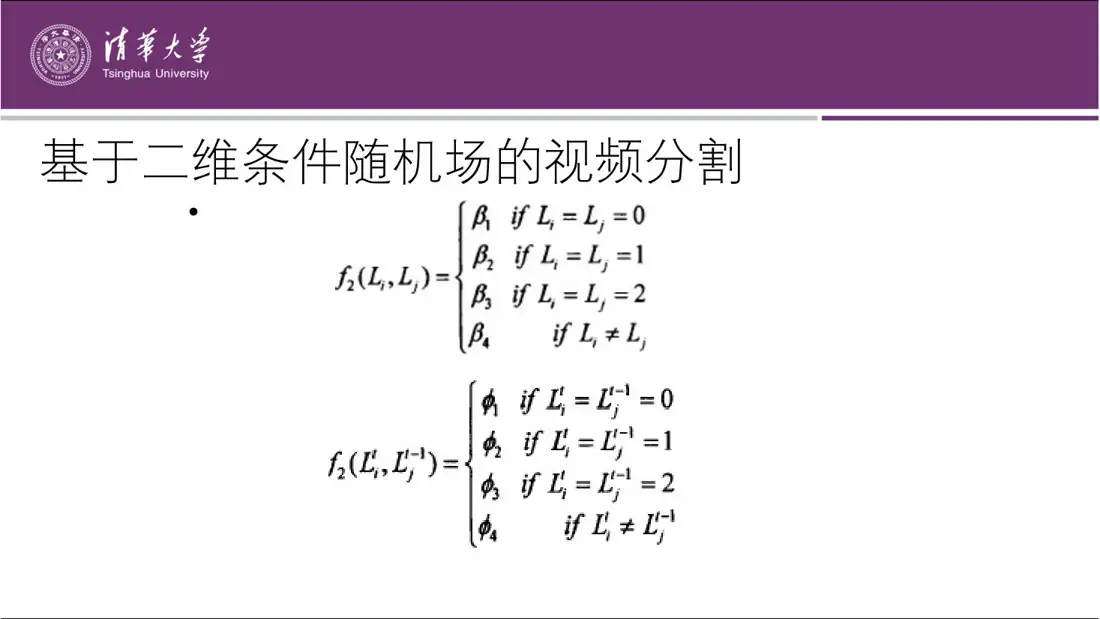 清华大学
Tsinghua University
基于二维条件随机场的视频分割
•
f₂(Lᵢ, Lⱼ) = { β₁ if Lᵢ = Lⱼ = 0
β₂ if Lᵢ = Lⱼ = 1
β₃ if Lᵢ = Lⱼ = 2
β₄ if Lᵢ ≠ Lⱼ
f₂(Lᵢᵗ, Lⱼᵗ⁻¹) = { ϕ₁ if Lᵢᵗ = Lⱼᵗ⁻¹ = 0
ϕ₂ if Lᵢᵗ = Lⱼᵗ⁻¹ = 1
ϕ₃ if Lᵢᵗ = Lⱼᵗ⁻¹ = 2
ϕ₄ if Lᵢᵗ ≠ Lⱼᵗ⁻¹